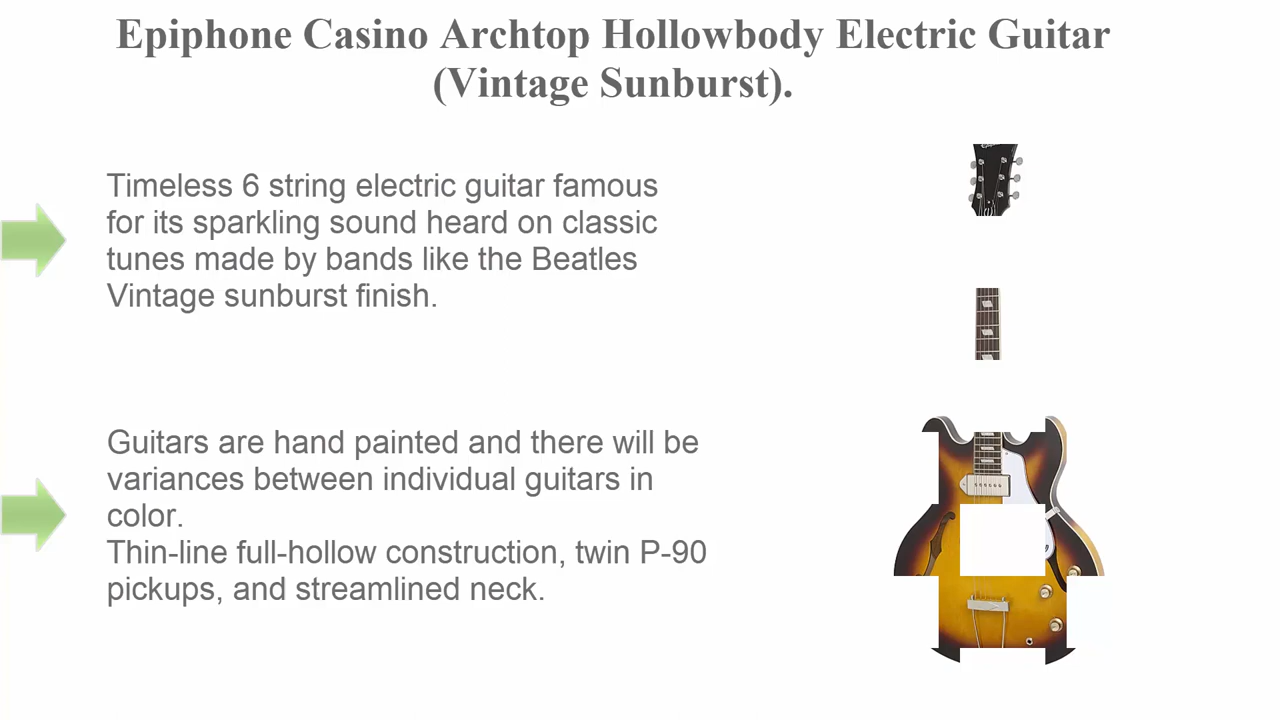 Epiphone Casino Archtop Hollowbody Electric Guitar
(Vintage Sunburst).
Timeless 6 string electric guitar famous
for its sparkling sound heard on classic
tunes made by bands like the Beatles
Vintage sunburst finish.
Guitars are hand painted and there will be
variances between individual guitars in
color.
Thin-line full-hollow construction, twin P-90
pickups, and streamlined neck.